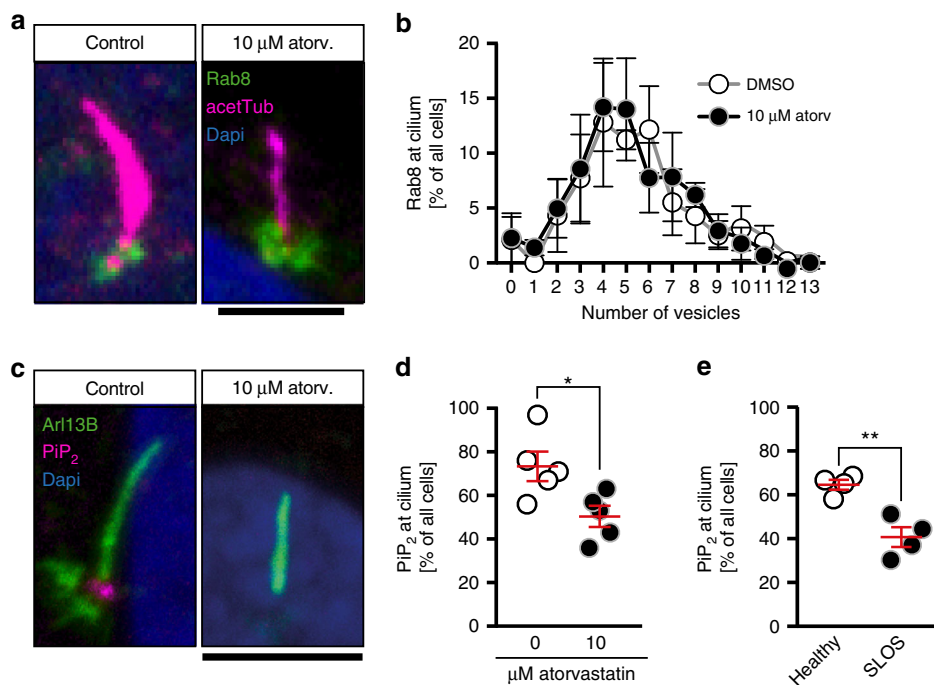 a
Control
10 μM atorv.
Rab8
acetTub
Dapi
b
Rab8 at cilium
[% of all cells]
20
15
10
5
0
0 1 2 3 4 5 6 7 8 9 10 11 12 13
Number of vesicles
DMSO
10 μM atorv
c
Control
10 μM atorv.
Arl13B
PiP₂
Dapi
d
*
PiP₂ at cilium
[% of all cells]
100
80
60
40
20
0
0 10
μM atorvastatin
e
**
PiP₂ at cilium
[% of all cells]
100
80
60
40
20
0
Healthy
SLOS